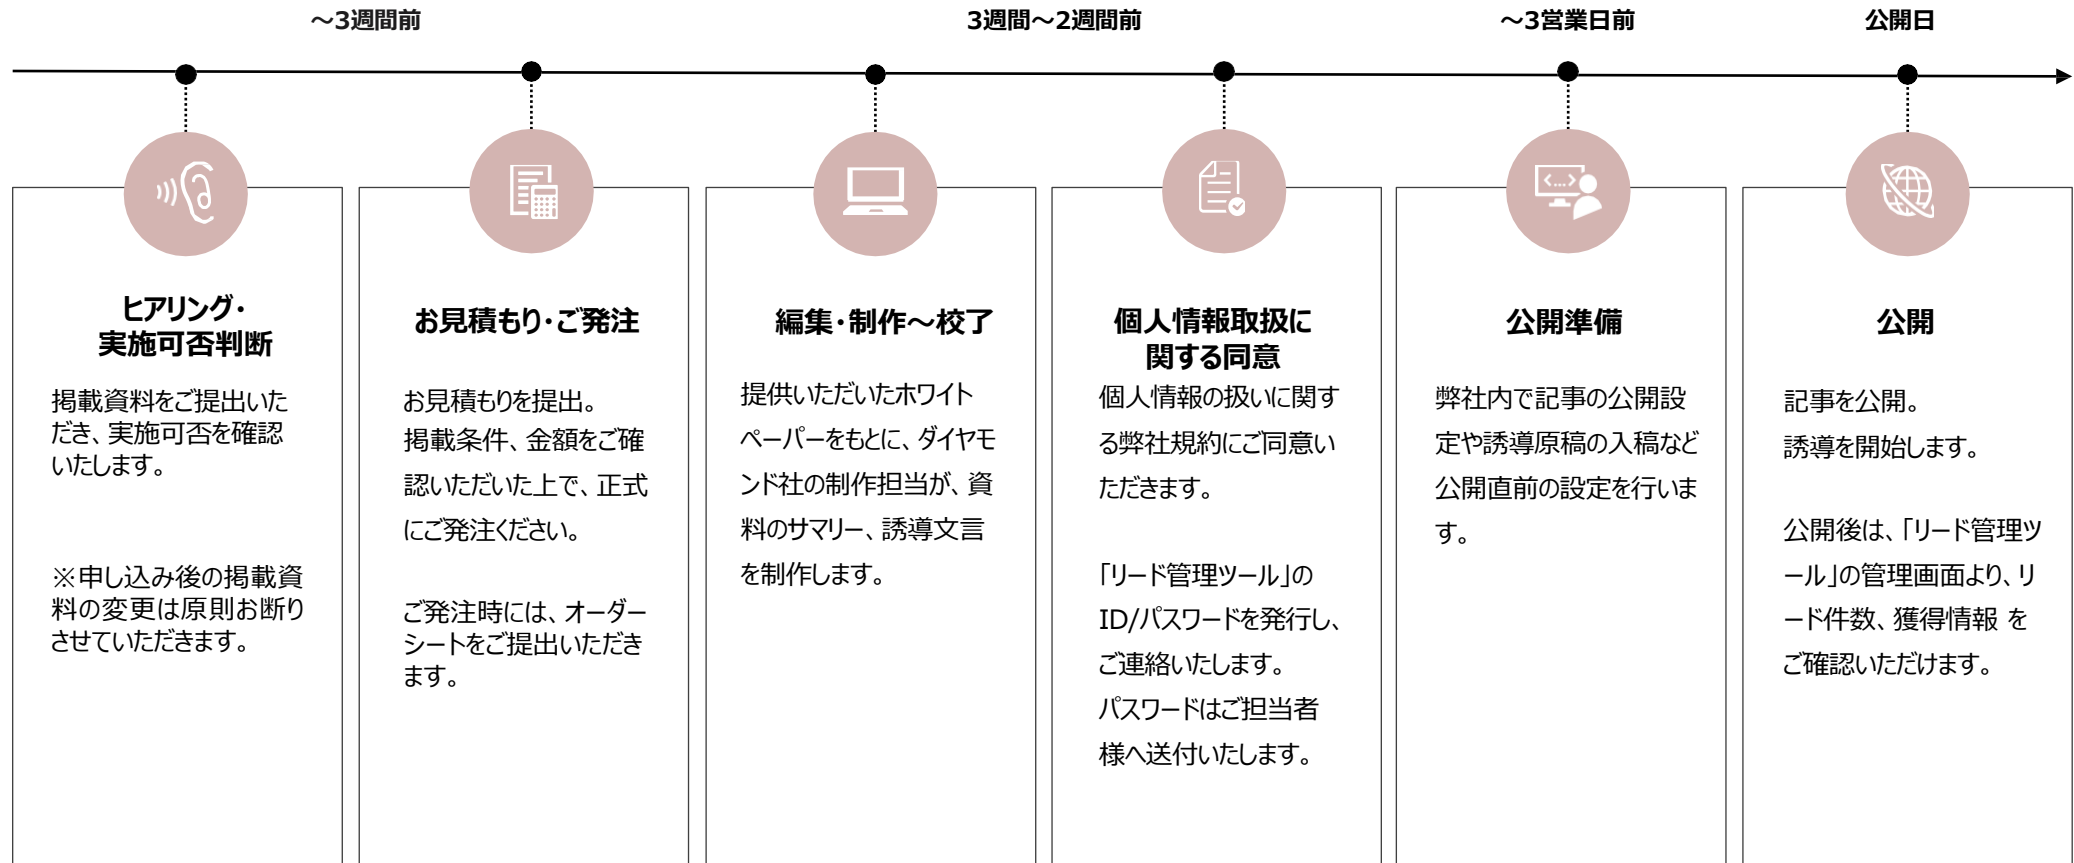 ～3週間前
3週間～2週間前
～3営業日前
公開日
ヒアリング・
実施可否判断
掲載資料をご提出いた
だき、実施可否を確認
いたします。
※申し込み後の掲載資
料の変更は原則お断り
させていただきます。
お見積もり・ご発注
お見積もりを提出。
掲載条件、金額をご確
認いただいた上で、正式
にご発注ください。
ご発注時には、オーダー
シートをご提出いただき
ます。
編集・制作～校了
提供いただいたホワイト
ペーパーをもとに、ダイヤモ
ンド社の制作担当が、資
料のサマリー、誘導文言
を制作します。
個人情報取扱に
関する同意
個人情報の扱いに関す
る弊社規約にご同意い
ただきます。
「リード管理ツール」の
ID/パスワードを発行し、
ご連絡いたします。
パスワードはご担当者
様へ送付いたします。
公開準備
弊社内で記事の公開設
定や誘導原稿の入稿など
公開直前の設定を行いま
す。
公開
記事を公開。
誘導を開始します。
公開後は、「リード管理ツ
ール」の管理画面より、リ
ード件数、獲得情報 を
ご確認いただけます。